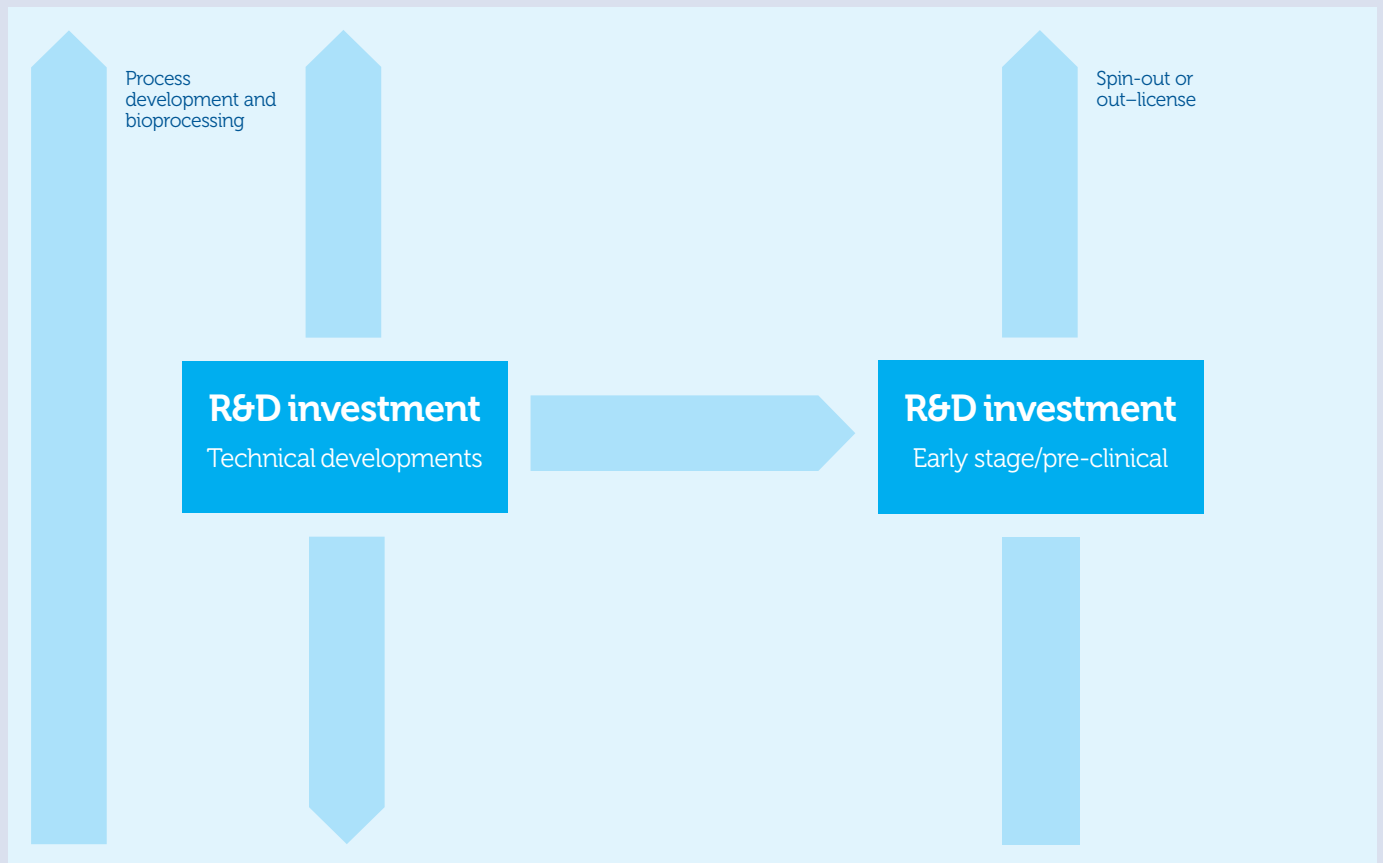 Process
development and
bioprocessing
Spin-out or
out–license
R&D investment
Technical developments
R&D investment
Early stage/pre-clinical